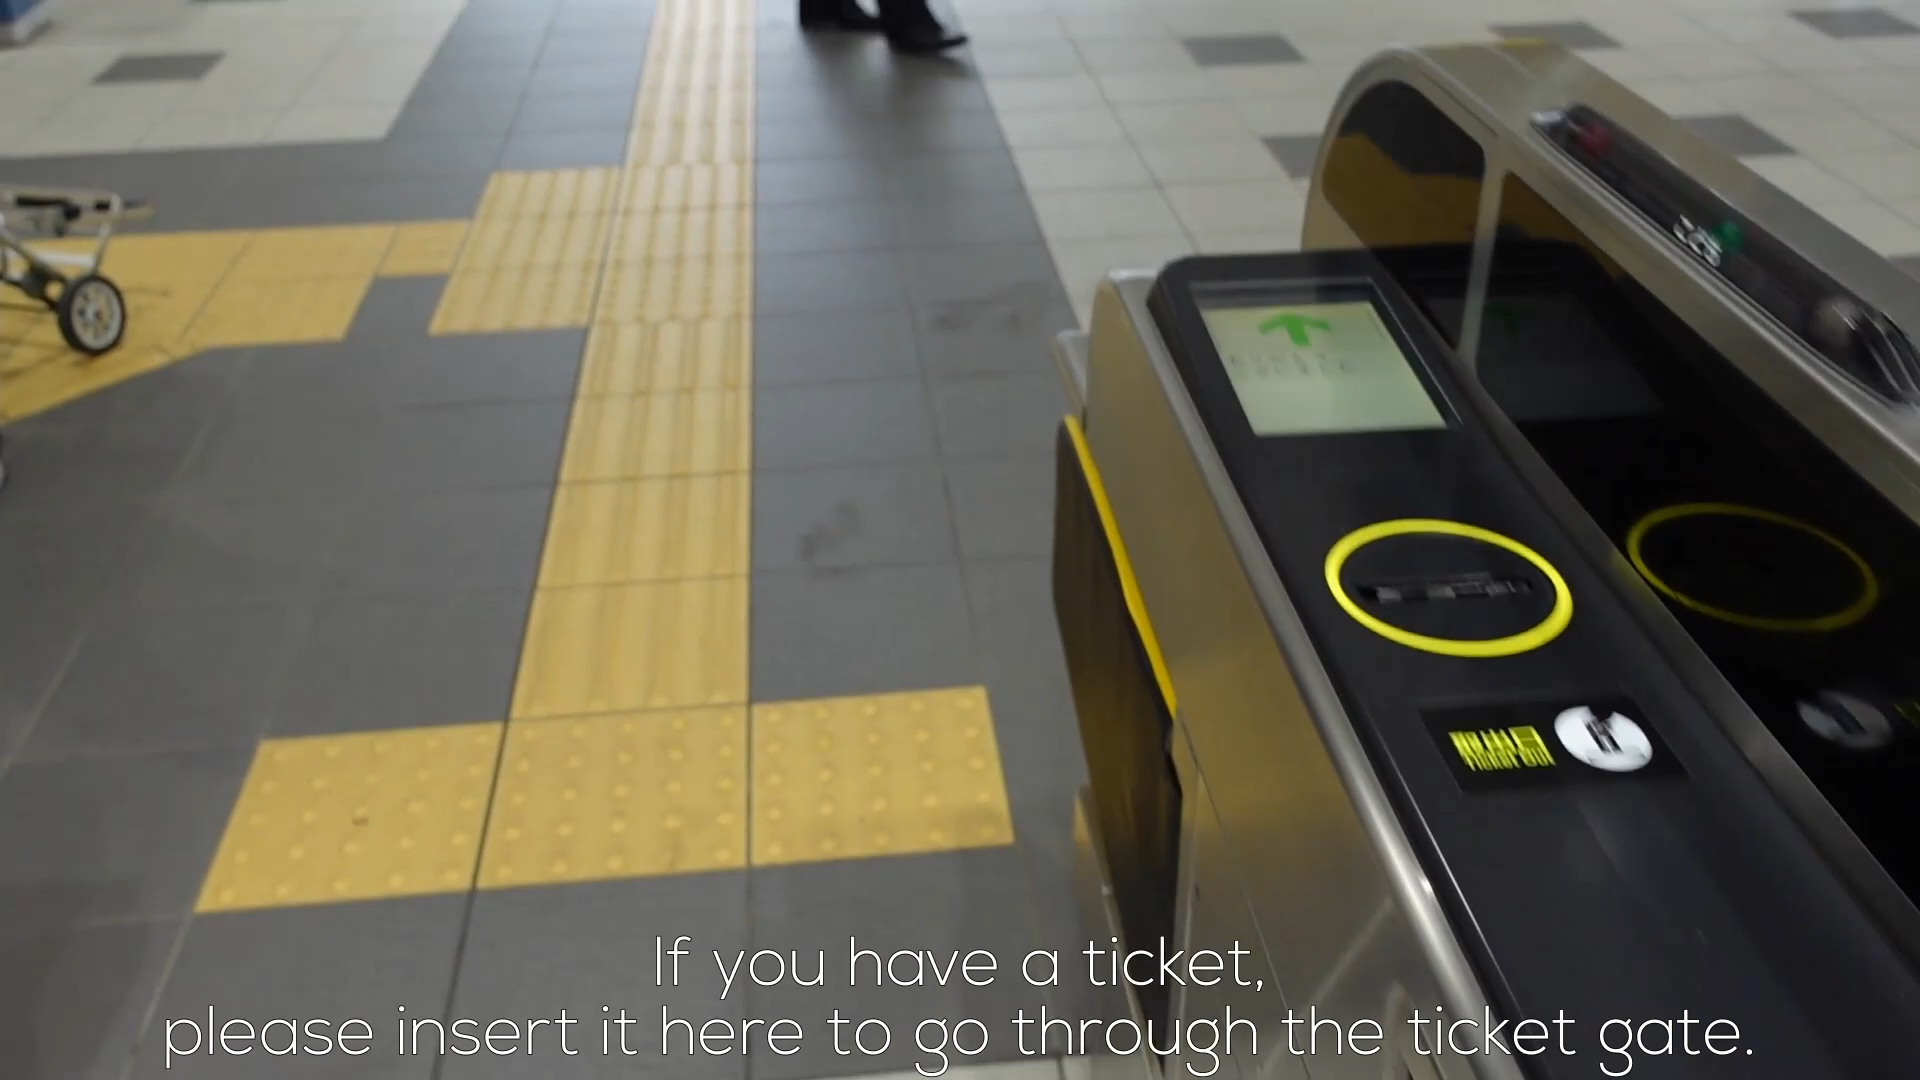 If you have a ticket,
please insert it here to go through the ticket gate.